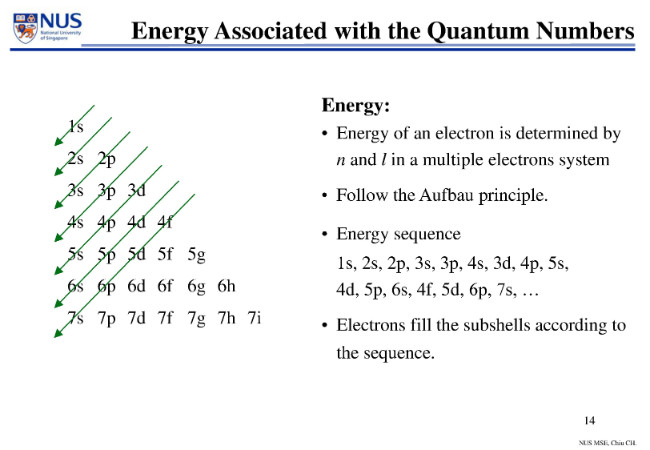 NUS
National University
of Singapore
Energy Associated with the Quantum Numbers
1s
2s 2p
3s 3p 3d
4s 4p 4d 4f
5s 5p 5d 5f 5g
6s 6p 6d 6f 6g 6h
7s 7p 7d 7f 7g 7h 7i
Energy:
• Energy of an electron is determined by
n and l in a multiple electrons system
• Follow the Aufbau principle.
• Energy sequence
1s, 2s, 2p, 3s, 3p, 4s, 3d, 4p, 5s,
4d, 5p, 6s, 4f, 5d, 6p, 7s, …
• Electrons fill the subshells according to
the sequence.
14
NUS MSE, Chiu CH.